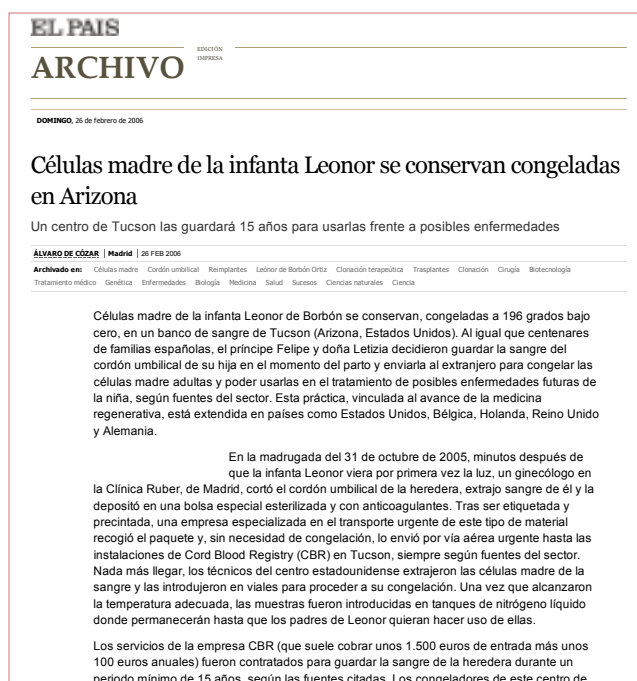 EL PAIS
ARCHIVO
EDICIÓN
IMPRESA
DOMINGO, 26 de febrero de 2006
Células madre de la infanta Leonor se conservan congeladas
en Arizona
Un centro de Tucson las guardará 15 años para usarlas frente a posibles enfermedades
ÁLVARO DE CÓZAR | Madrid | 26 FEB 2006
Archivado en: Células madre Cordón umbilical Reimplantes Leonor de Borbón Ortiz Clonación terapeútica Trasplantes Clonación Cirugía Biotecnología
Tratamiento médico Genética Enfermedades Biología Medicina Salud Sucesos Ciencias naturales Ciencia
Células madre de la infanta Leonor de Borbón se conservan, congeladas a 196 grados bajo
cero, en un banco de sangre de Tucson (Arizona, Estados Unidos). Al igual que centenares
de familias españolas, el príncipe Felipe y doña Letizia decidieron guardar la sangre del
cordón umbilical de su hija en el momento del parto y enviarla al extranjero para congelar las
células madre adultas y poder usarlas en el tratamiento de posibles enfermedades futuras de
la niña, según fuentes del sector. Esta práctica, vinculada al avance de la medicina
regenerativa, está extendida en países como Estados Unidos, Bélgica, Holanda, Reino Unido
y Alemania.
En la madrugada del 31 de octubre de 2005, minutos después de
que la infanta Leonor viera por primera vez la luz, un ginecólogo en
la Clínica Ruber, de Madrid, cortó el cordón umbilical de la heredera, extrajo sangre de él y la
depositó en una bolsa especial esterilizada y con anticoagulantes. Tras ser etiquetada y
precintada, una empresa especializada en el transporte urgente de este tipo de material
recogió el paquete y, sin necesidad de congelación, lo envió por vía aérea urgente hasta las
instalaciones de Cord Blood Registry (CBR) en Tucson, siempre según fuentes del sector.
Nada más llegar, los técnicos del centro estadounidense extrajeron las células madre de la
sangre y las introdujeron en viales para proceder a su congelación. Una vez que alcanzaron
la temperatura adecuada, las muestras fueron introducidas en tanques de nitrógeno líquido
donde permanecerán hasta que los padres de Leonor quieran hacer uso de ellas.
Los servicios de la empresa CBR (que suele cobrar unos 1.500 euros de entrada más unos
100 euros anuales) fueron contratados para guardar la sangre de la heredera durante un
periodo mínimo de 15 años, según las fuentes citadas. Los congeladores de este centro de